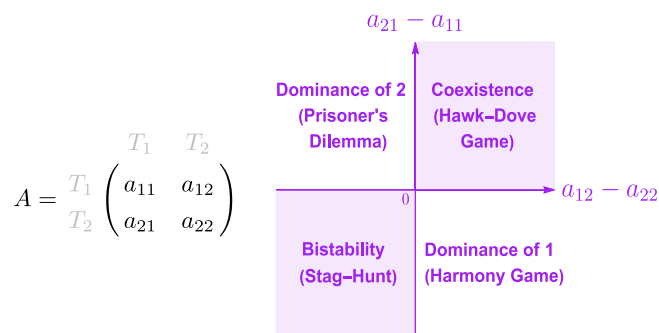 a₂₁ − a₁₁
Dominance of 2
(Prisoner's
Dilemma)
Coexistence
(Hawk–Dove
Game)
T₁ T₂
A = T₁ ( a₁₁ a₁₂ )
T₂ ( a₂₁ a₂₂ )
0
a₁₂ − a₂₂
Bistability
(Stag–Hunt)
Dominance of 1
(Harmony Game)